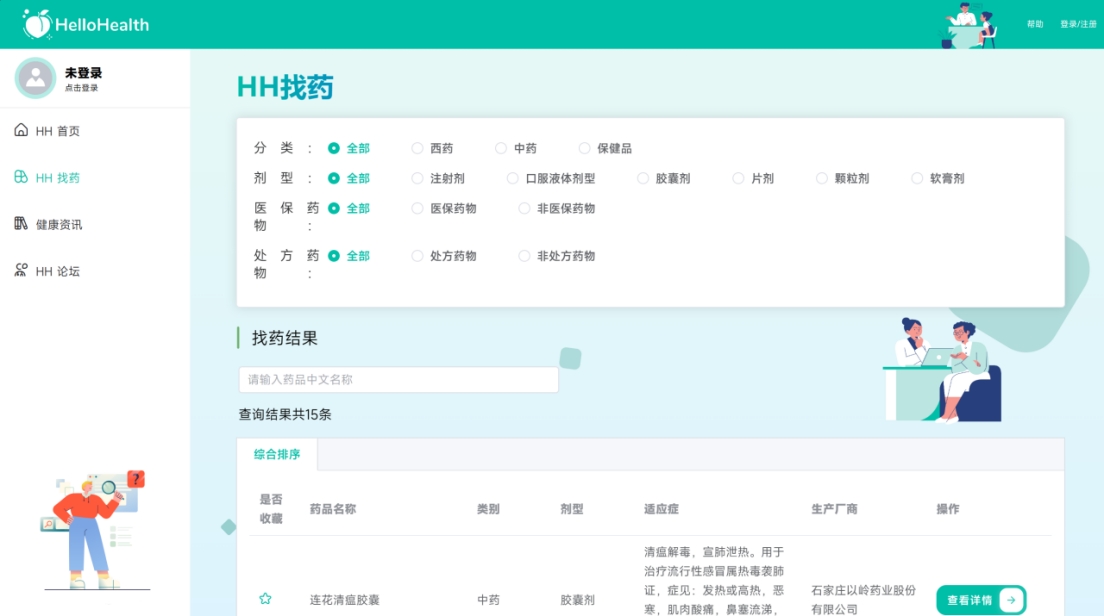 HelloHealth
帮助 登录/注册
未登录
点击登录
HH 首页
HH 找药
健康资讯
HH 论坛
HH找药
分类: 全部 西药 中药 保健品
剂型: 全部 注射剂 口服液体剂型 胶囊剂 片剂 颗粒剂 软膏剂
医保药物: 全部 医保药物 非医保药物
处方药物: 全部 处方药物 非处方药物
找药结果
请输入药品中文名称
查询结果共15条
综合排序
是否收藏 药品名称 类别 剂型 适应症 生产厂商 操作
连花清瘟胶囊 中药 胶囊剂
清瘟解毒，宣肺泄热。用于
治疗流行性感冒属热毒袭肺
证，症见：发热或高热，恶
寒，肌肉酸痛，鼻塞流涕，
石家庄以岭药业股份
有限公司
查看详情
?